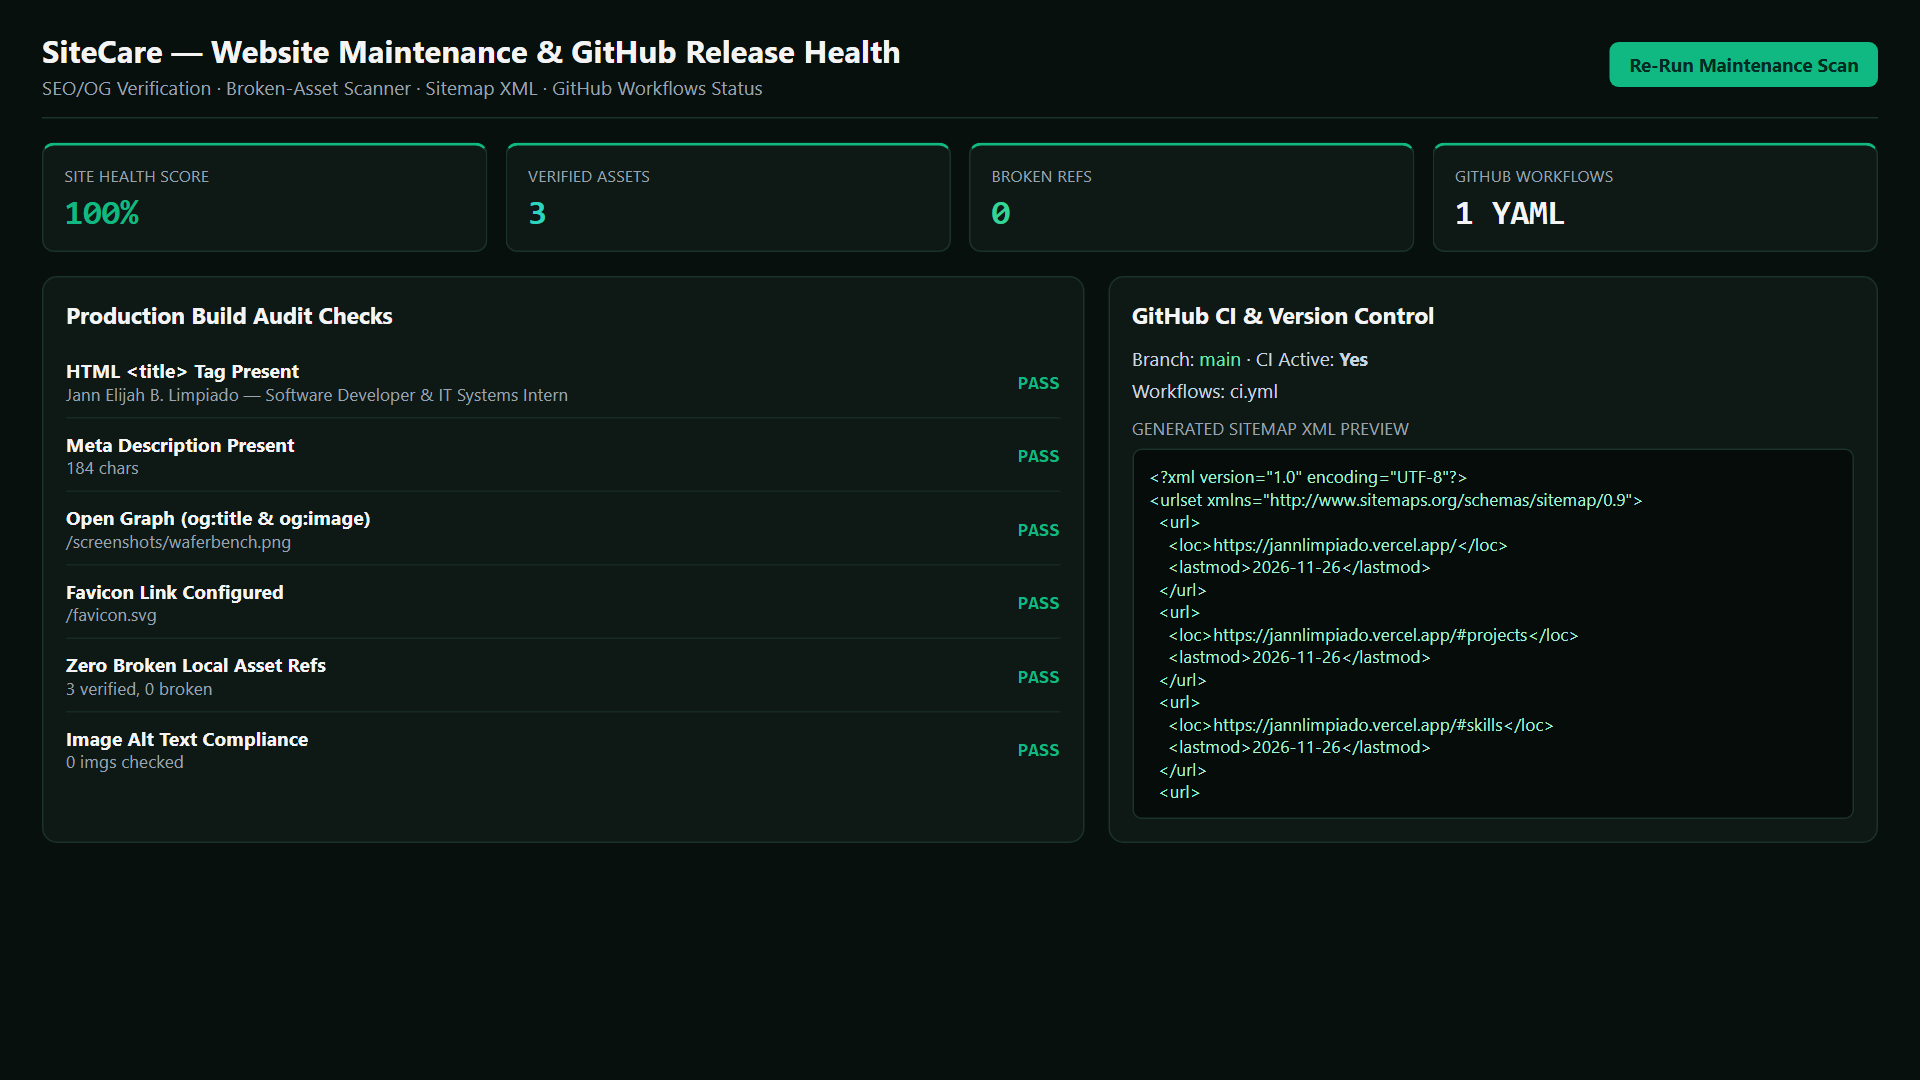 SiteCare — Website Maintenance & GitHub Release Health
SEO/OG Verification · Broken-Asset Scanner · Sitemap XML · GitHub Workflows Status
Re-Run Maintenance Scan
SITE HEALTH SCORE
100%
VERIFIED ASSETS
3
BROKEN REFS
0
GITHUB WORKFLOWS
1 YAML
Production Build Audit Checks
HTML <title> Tag Present
Jann Elijah B. Limpiado — Software Developer & IT Systems Intern
PASS
Meta Description Present
184 chars
PASS
Open Graph (og:title & og:image)
/screenshots/waferbench.png
PASS
Favicon Link Configured
/favicon.svg
PASS
Zero Broken Local Asset Refs
3 verified, 0 broken
PASS
Image Alt Text Compliance
0 imgs checked
PASS
GitHub CI & Version Control
Branch: main · CI Active: Yes
Workflows: ci.yml
GENERATED SITEMAP XML PREVIEW
<?xml version="1.0" encoding="UTF-8"?>
<urlset xmlns="http://www.sitemaps.org/schemas/sitemap/0.9">
<url>
<loc>https://jannlimpiado.vercel.app/</loc>
<lastmod>2026-11-26</lastmod>
</url>
<url>
<loc>https://jannlimpiado.vercel.app/#projects</loc>
<lastmod>2026-11-26</lastmod>
</url>
<url>
<loc>https://jannlimpiado.vercel.app/#skills</loc>
<lastmod>2026-11-26</lastmod>
</url>
<url>